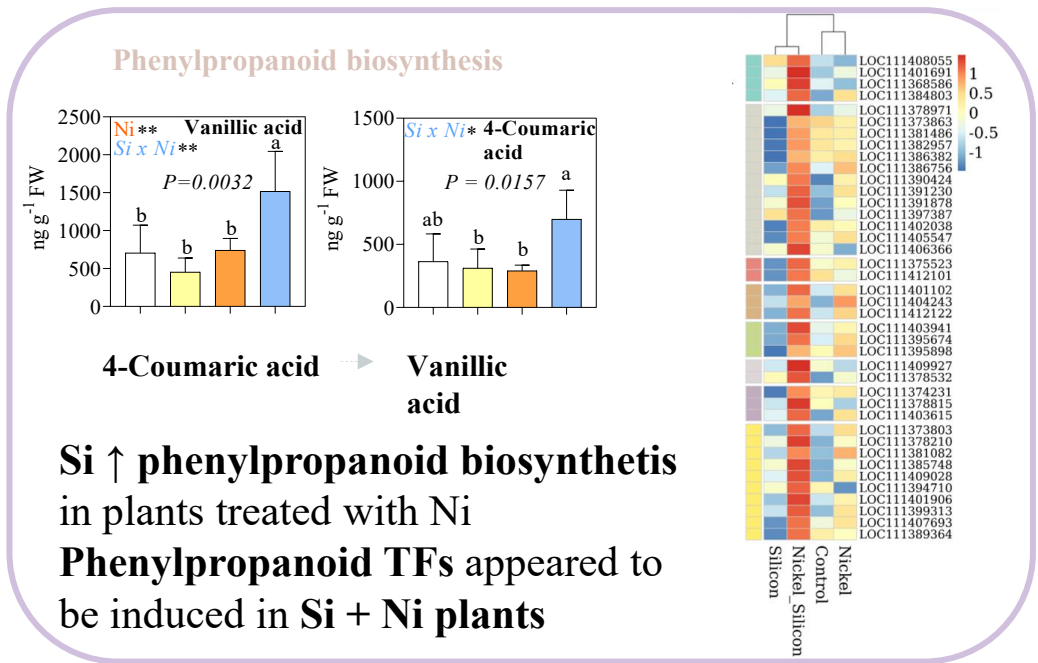 Phenylpropanoid biosynthesis
2500
2000
1500
1000
500
0
ng g-1 FW
Ni** Vanillic acid
Si x Ni**
P=0.0032
b
b
b
a
1500
1000
500
0
ng g-1 FW
Si x Ni* 4-Coumaric
acid
P = 0.0157
ab
b
b
a
4-Coumaric acid
Vanillic
acid
Si ↑ phenylpropanoid biosynthetis
in plants treated with Ni
Phenylpropanoid TFs appeared to
be induced in Si + Ni plants
LOC111408055
LOC111401691
LOC111368586
LOC111384803
LOC111378971
LOC111373863
LOC111381486
LOC111382957
LOC111386382
LOC111386756
LOC111390424
LOC111391230
LOC111391878
LOC111397387
LOC111402038
LOC111405547
LOC111406366
LOC111375523
LOC111412101
LOC111401102
LOC111404243
LOC111412122
LOC111403941
LOC111395674
LOC111395898
LOC111409927
LOC111378532
LOC111374231
LOC111378815
LOC111403615
LOC111373803
LOC111378210
LOC111381082
LOC111385748
LOC111409028
LOC111394710
LOC111401906
LOC111399313
LOC111407693
LOC111389364
1
0.5
0
-0.5
-1
Silicon
Nickel_Silicon
Control
Nickel